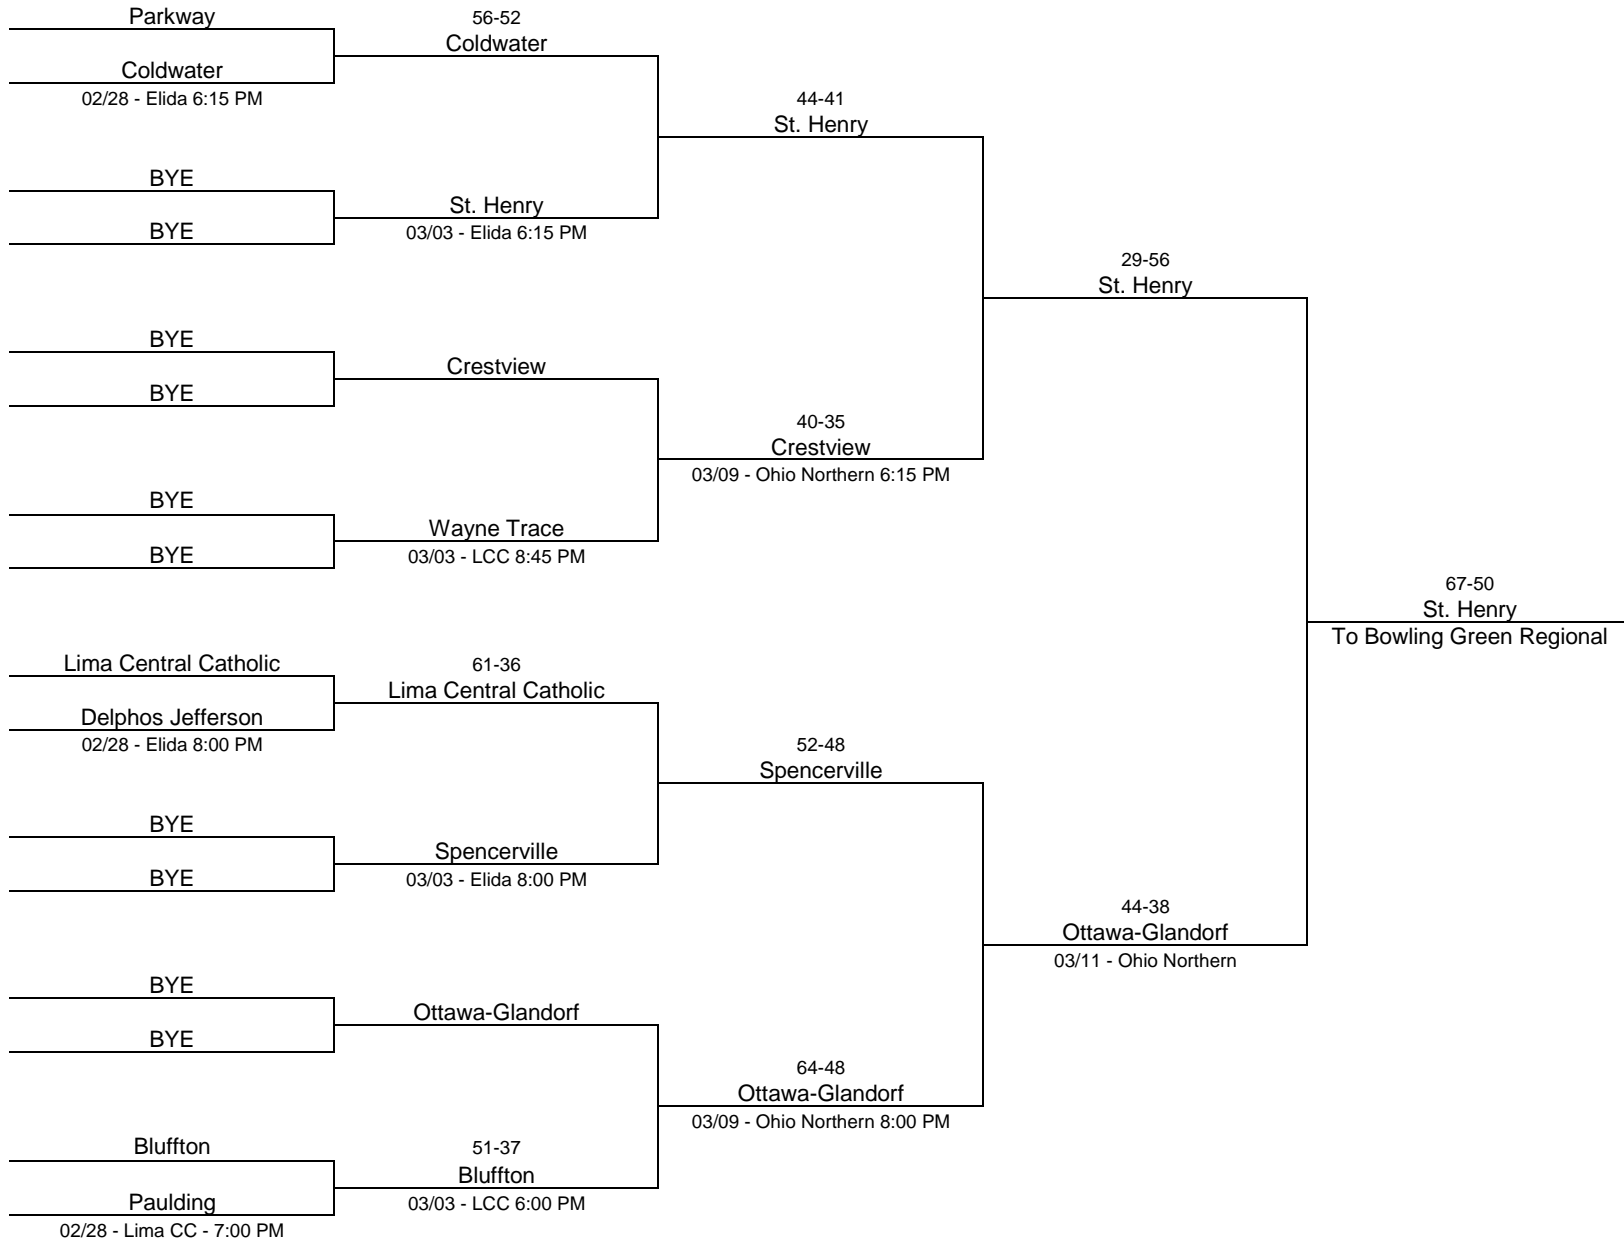 Parkway
Coldwater
02/28 - Elida 6:15 PM
BYE
BYE
BYE
BYE
BYE
BYE
Lima Central Catholic
Delphos Jefferson
02/28 - Elida 8:00 PM
BYE
BYE
BYE
BYE
Bluffton
Paulding
02/28 - Lima CC - 7:00 PM
56-52
Coldwater
St. Henry
03/03 - Elida 6:15 PM
Crestview
Wayne Trace
03/03 - LCC 8:45 PM
61-36
Lima Central Catholic
Spencerville
03/03 - Elida 8:00 PM
Ottawa-Glandorf
51-37
Bluffton
03/03 - LCC 6:00 PM
44-41
St. Henry
40-35
Crestview
03/09 - Ohio Northern 6:15 PM
52-48
Spencerville
64-48
Ottawa-Glandorf
03/09 - Ohio Northern 8:00 PM
29-56
St. Henry
44-38
Ottawa-Glandorf
03/11 - Ohio Northern
67-50
St. Henry
To Bowling Green Regional